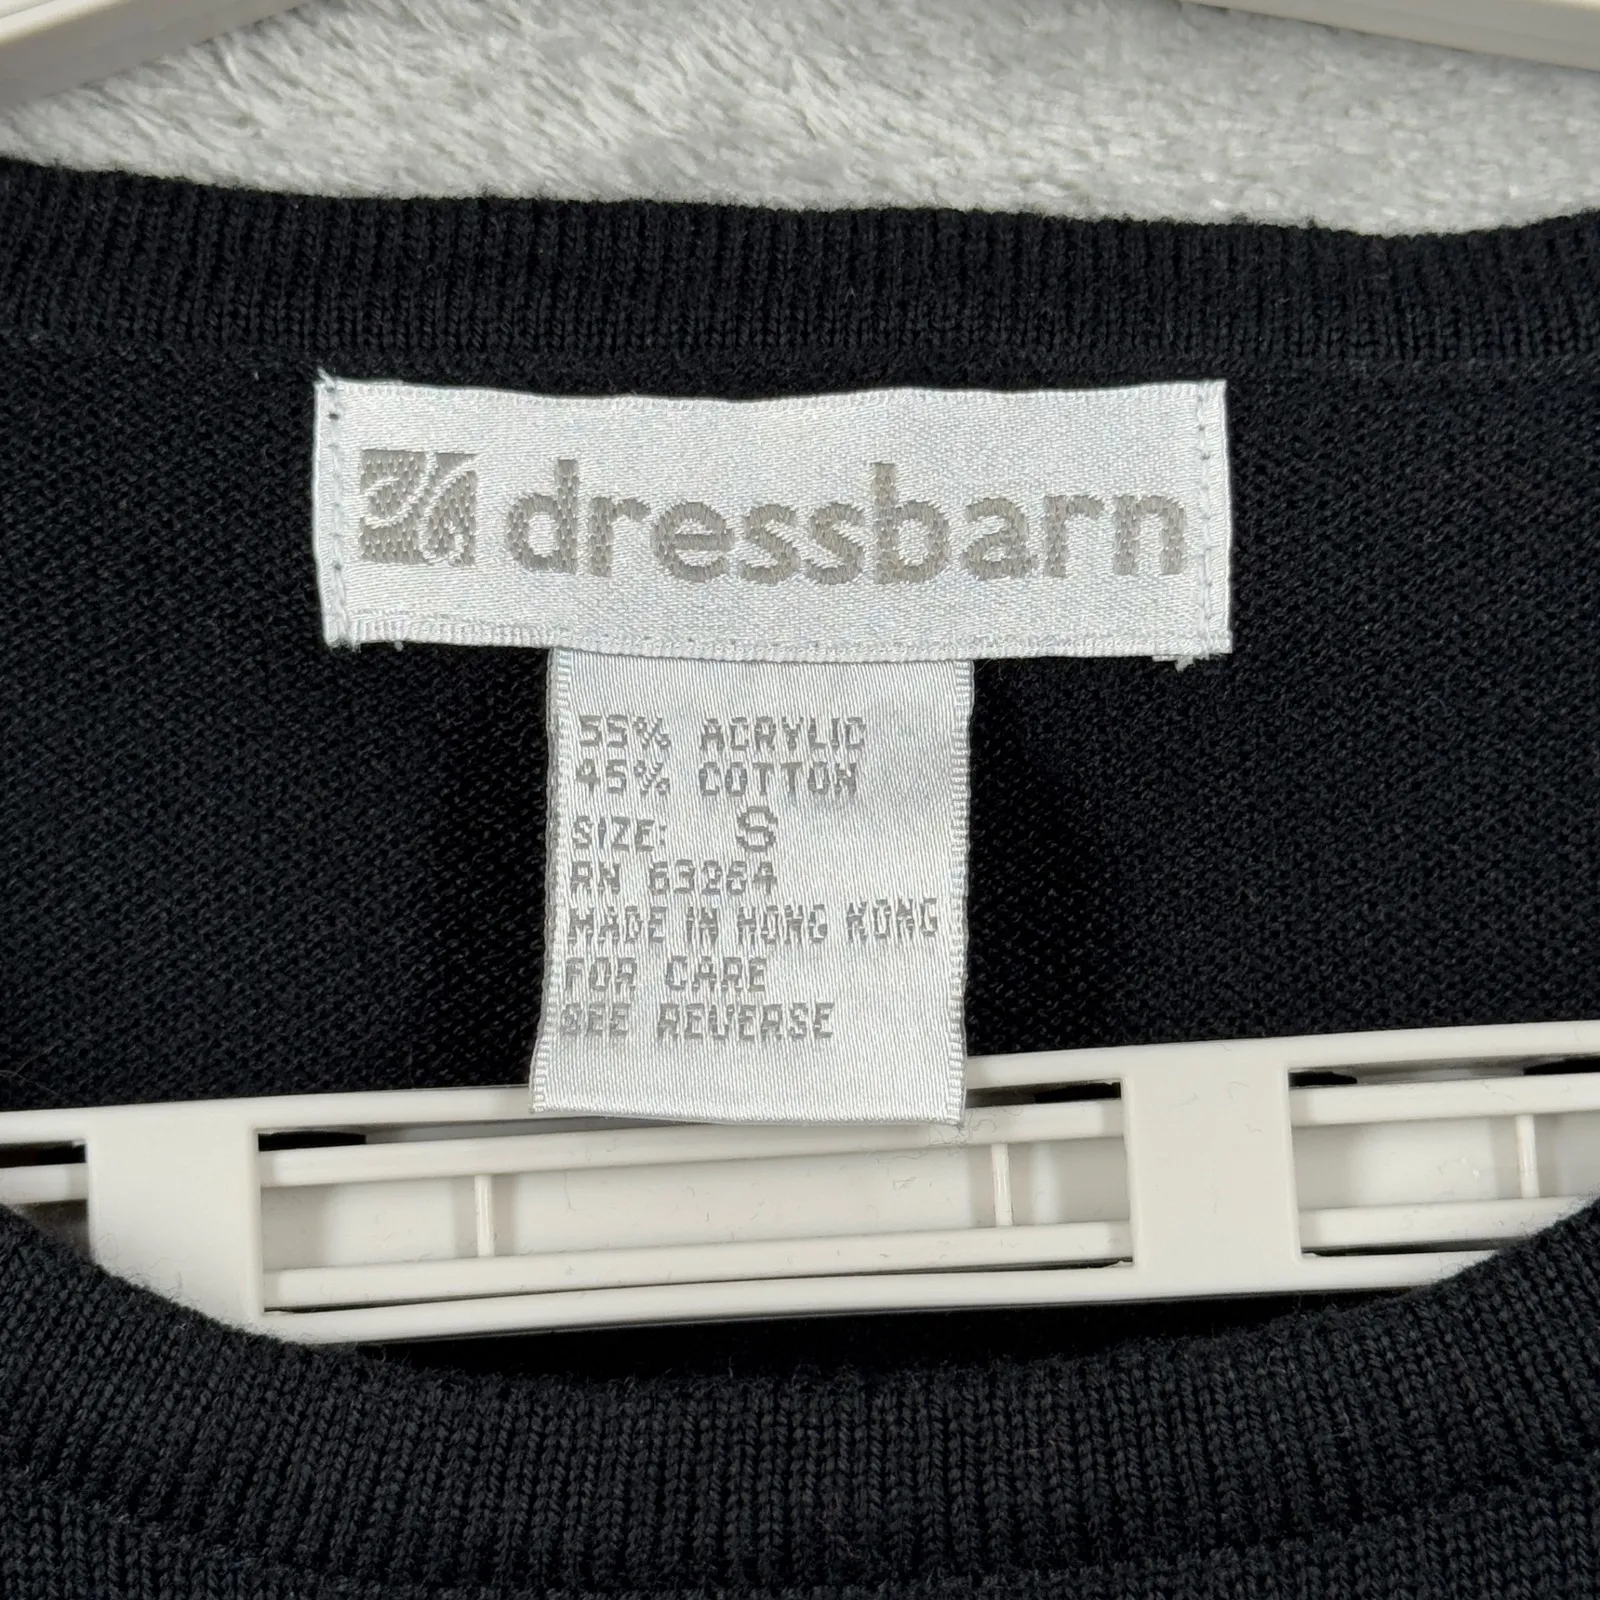 dressbarn
55% ACRYLIC
45% COTTON
SIZE: S
RN 63264
MADE IN HONG KONG
FOR CARE
SEE REVERSE